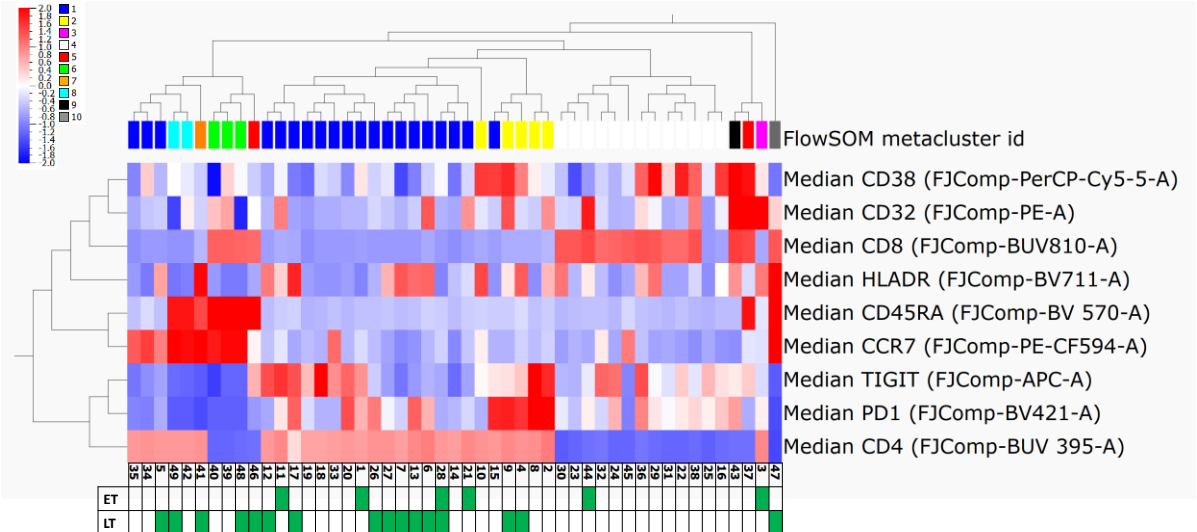 2.0
1.8
1.6
1.4
1.2
1.0
0.8
0.6
0.4
0.2
0.0
-0.2
-0.4
-0.6
-0.8
-1.0
-1.2
-1.4
-1.6
-1.8
-2.0
1
2
3
4
5
6
7
8
9
10
FlowSOM metacluster id
Median CD38 (FJComp-PerCP-Cy5-5-A)
Median CD32 (FJComp-PE-A)
Median CD8 (FJComp-BUV810-A)
Median HLADR (FJComp-BV711-A)
Median CD45RA (FJComp-BV 570-A)
Median CCR7 (FJComp-PE-CF594-A)
Median TIGIT (FJComp-APC-A)
Median PD1 (FJComp-BV421-A)
Median CD4 (FJComp-BUV 395-A)
35 34 5 49 42 41 40 39 48 46 12 11 17 19 18 33 20 1 26 27 7 13 6 28 14 21 10 15 9 4 8 2 30 23 44 32 24 45 36 29 31 22 38 25 16 43 37 3 47
ET
LT